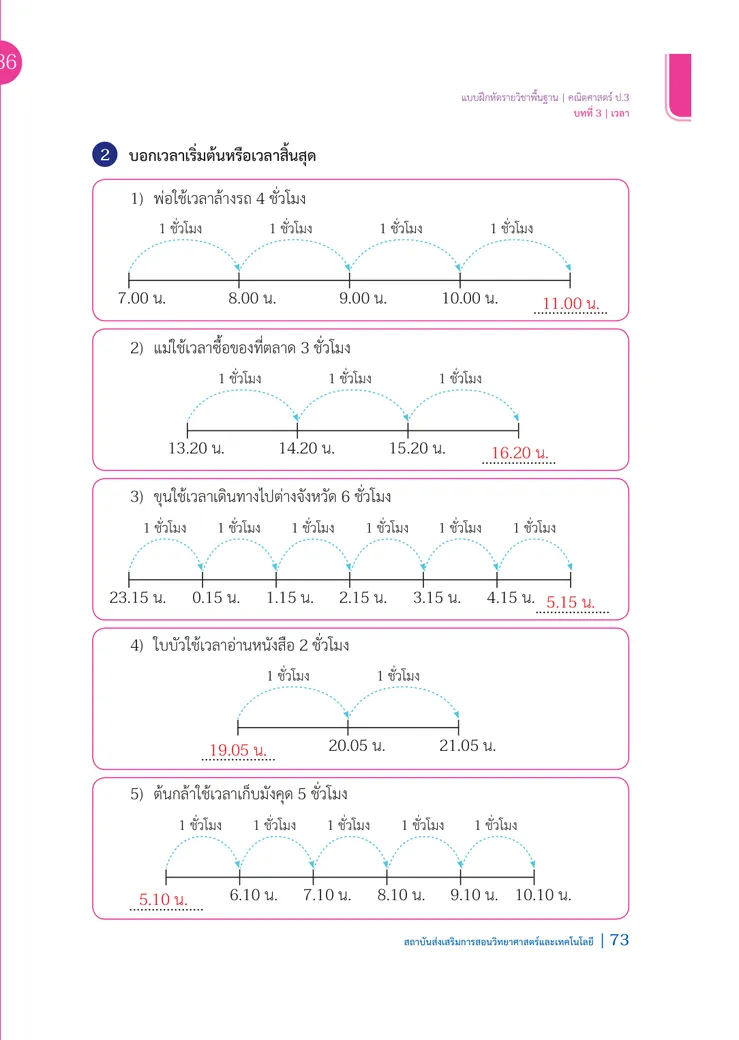 36
แบบฝึกหัดรายวิชาพื้นฐาน | คณิตศาสตร์ ป.3
บทที่ 3 | เวลา
2 บอกเวลาเริ่มต้นหรือเวลาสิ้นสุด
1) พ่อใช้เวลาล้างรถ 4 ชั่วโมง
1 ชั่วโมง 1 ชั่วโมง 1 ชั่วโมง 1 ชั่วโมง
7.00 น. 8.00 น. 9.00 น. 10.00 น. 11.00 น.
2) แม่ใช้เวลาซื้อของที่ตลาด 3 ชั่วโมง
1 ชั่วโมง 1 ชั่วโมง 1 ชั่วโมง
13.20 น. 14.20 น. 15.20 น. 16.20 น.
3) ขุนใช้เวลาเดินทางไปต่างจังหวัด 6 ชั่วโมง
1 ชั่วโมง 1 ชั่วโมง 1 ชั่วโมง 1 ชั่วโมง 1 ชั่วโมง 1 ชั่วโมง
23.15 น. 0.15 น. 1.15 น. 2.15 น. 3.15 น. 4.15 น. 5.15 น.
4) ใบบัวใช้เวลาอ่านหนังสือ 2 ชั่วโมง
1 ชั่วโมง 1 ชั่วโมง
19.05 น. 20.05 น. 21.05 น.
5) ต้นกล้าใช้เวลาเก็บมังคุด 5 ชั่วโมง
1 ชั่วโมง 1 ชั่วโมง 1 ชั่วโมง 1 ชั่วโมง 1 ชั่วโมง
5.10 น. 6.10 น. 7.10 น. 8.10 น. 9.10 น. 10.10 น.
สถาบันส่งเสริมการสอนวิทยาศาสตร์และเทคโนโลยี | 73